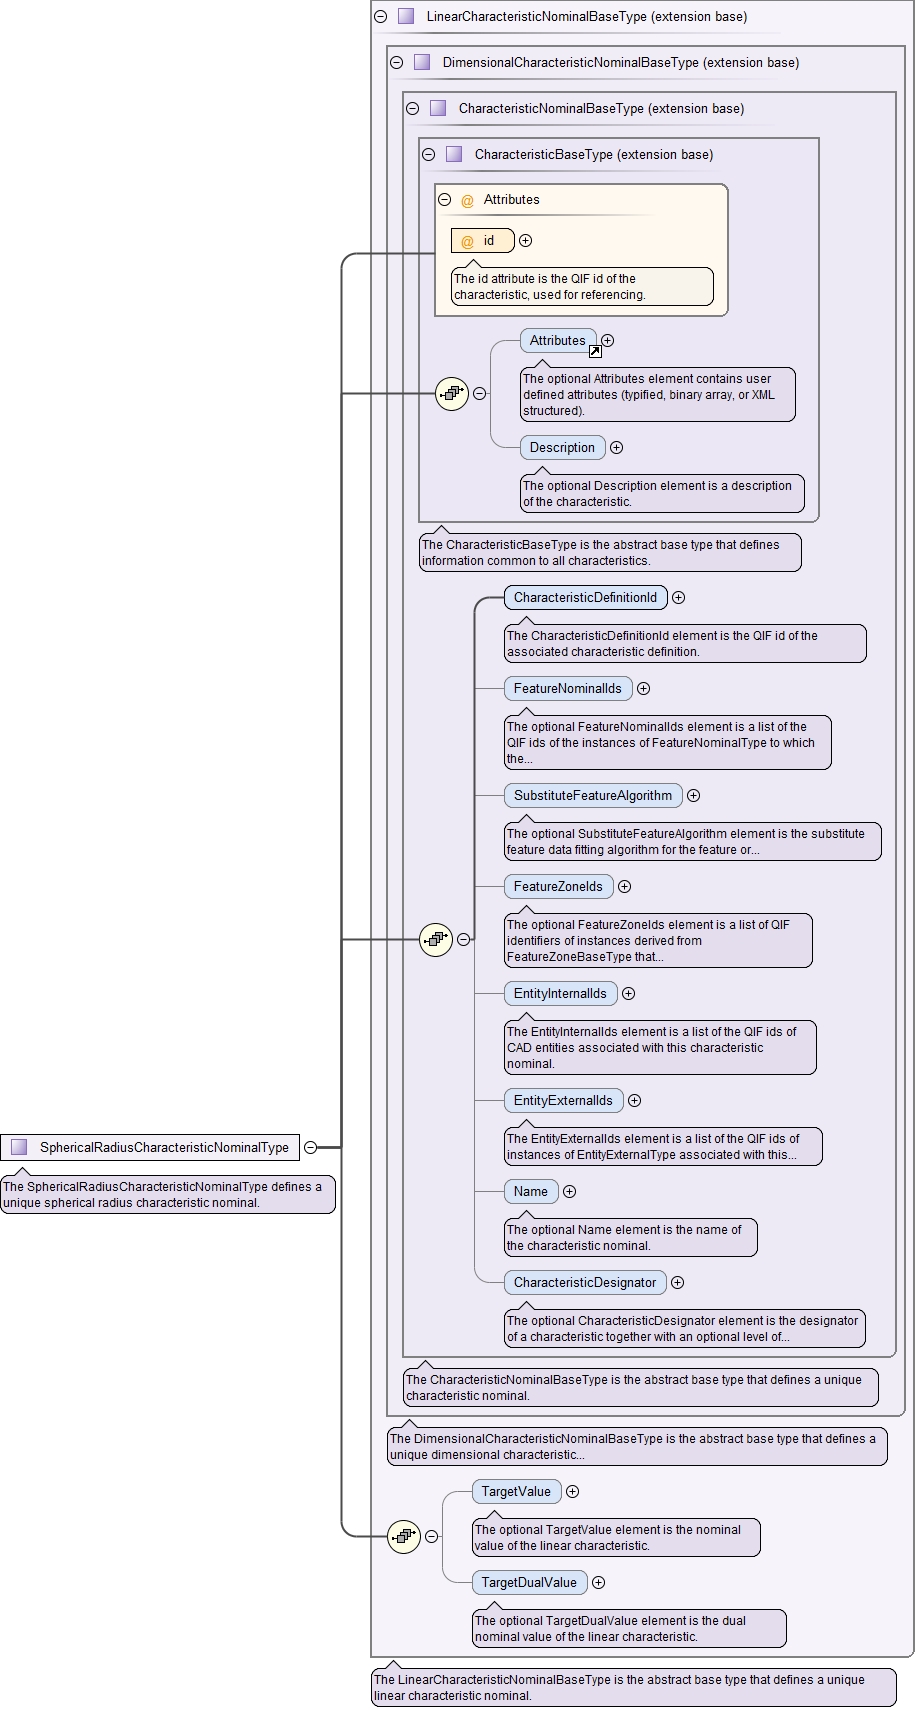 LinearCharacteristicNominalBaseType (extension base)
DimensionalCharacteristicNominalBaseType (extension base)
CharacteristicNominalBaseType (extension base)
CharacteristicBaseType (extension base)
@ Attributes
@ id
The id attribute is the QIF id of the
characteristic, used for referencing.
Attributes
The optional Attributes element contains user
defined attributes (typified, binary array, or XML
structured).
Description
The optional Description element is a description
of the characteristic.
The CharacteristicBaseType is the abstract base type that defines
information common to all characteristics.
CharacteristicDefinitionId
The CharacteristicDefinitionId element is the QIF id of the
associated characteristic definition.
FeatureNominalIds
The optional FeatureNominalIds element is a list of the
QIF ids of the instances of FeatureNominalType to which
the...
SubstituteFeatureAlgorithm
The optional SubstituteFeatureAlgorithm element is the substitute
feature data fitting algorithm for the feature or...
FeatureZoneIds
The optional FeatureZoneIds element is a list of QIF
identifiers of instances derived from
FeatureZoneBaseType that...
EntityInternalIds
The EntityInternalIds element is a list of the QIF ids of
CAD entities associated with this characteristic
nominal.
EntityExternalIds
The EntityExternalIds element is a list of the QIF ids of
instances of EntityExternalType associated with this...
SphericalRadiusCharacteristicNominalType
The SphericalRadiusCharacteristicNominalType defines a
unique spherical radius characteristic nominal.
Name
The optional Name element is the name of
the characteristic nominal.
CharacteristicDesignator
The optional CharacteristicDesignator element is the designator
of a characteristic together with an optional level of...
The CharacteristicNominalBaseType is the abstract base type that defines a unique
characteristic nominal.
The DimensionalCharacteristicNominalBaseType is the abstract base type that defines a
unique dimensional characteristic...
TargetValue
The optional TargetValue element is the nominal
value of the linear characteristic.
TargetDualValue
The optional TargetDualValue element is the dual
nominal value of the linear characteristic.
The LinearCharacteristicNominalBaseType is the abstract base type that defines a unique
linear characteristic nominal.